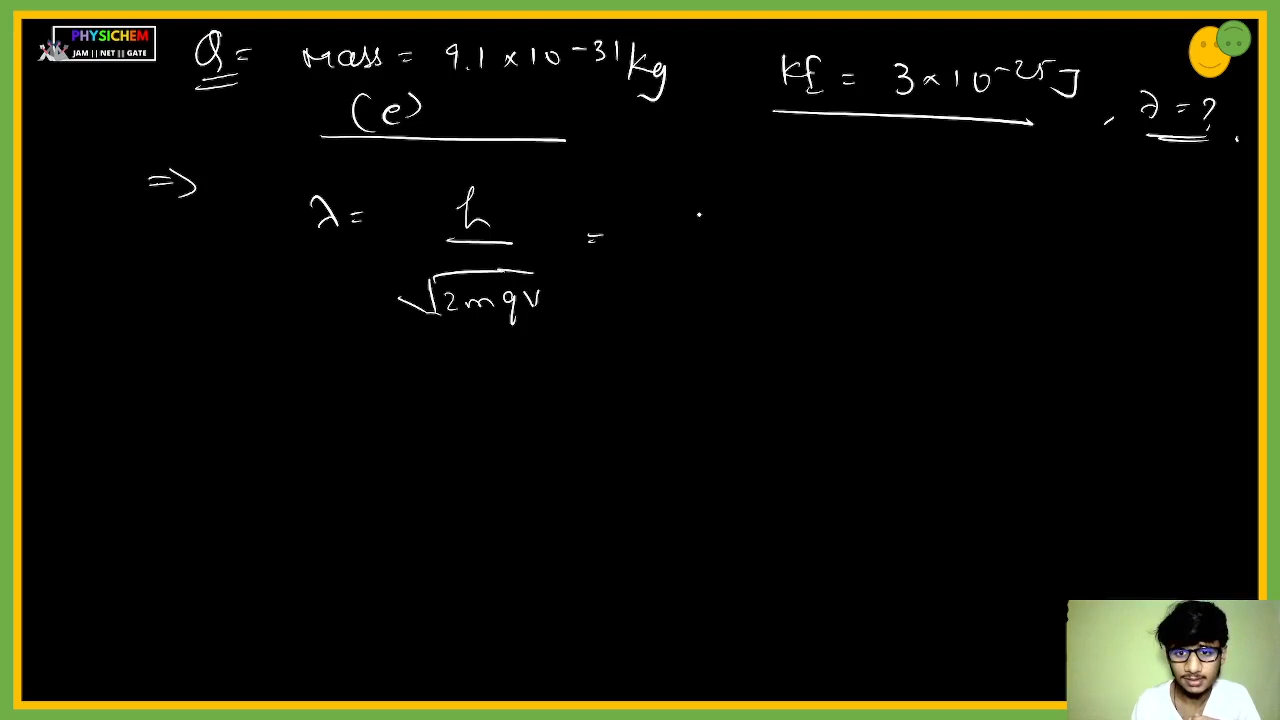 PHYSICHEM
JAM || NET || GATE
Q = mass = 9.1 × 10⁻³¹ kg KE = 3 × 10⁻²⁵ J , λ = ? .
(e)
⇒ λ = h / √2mqv =